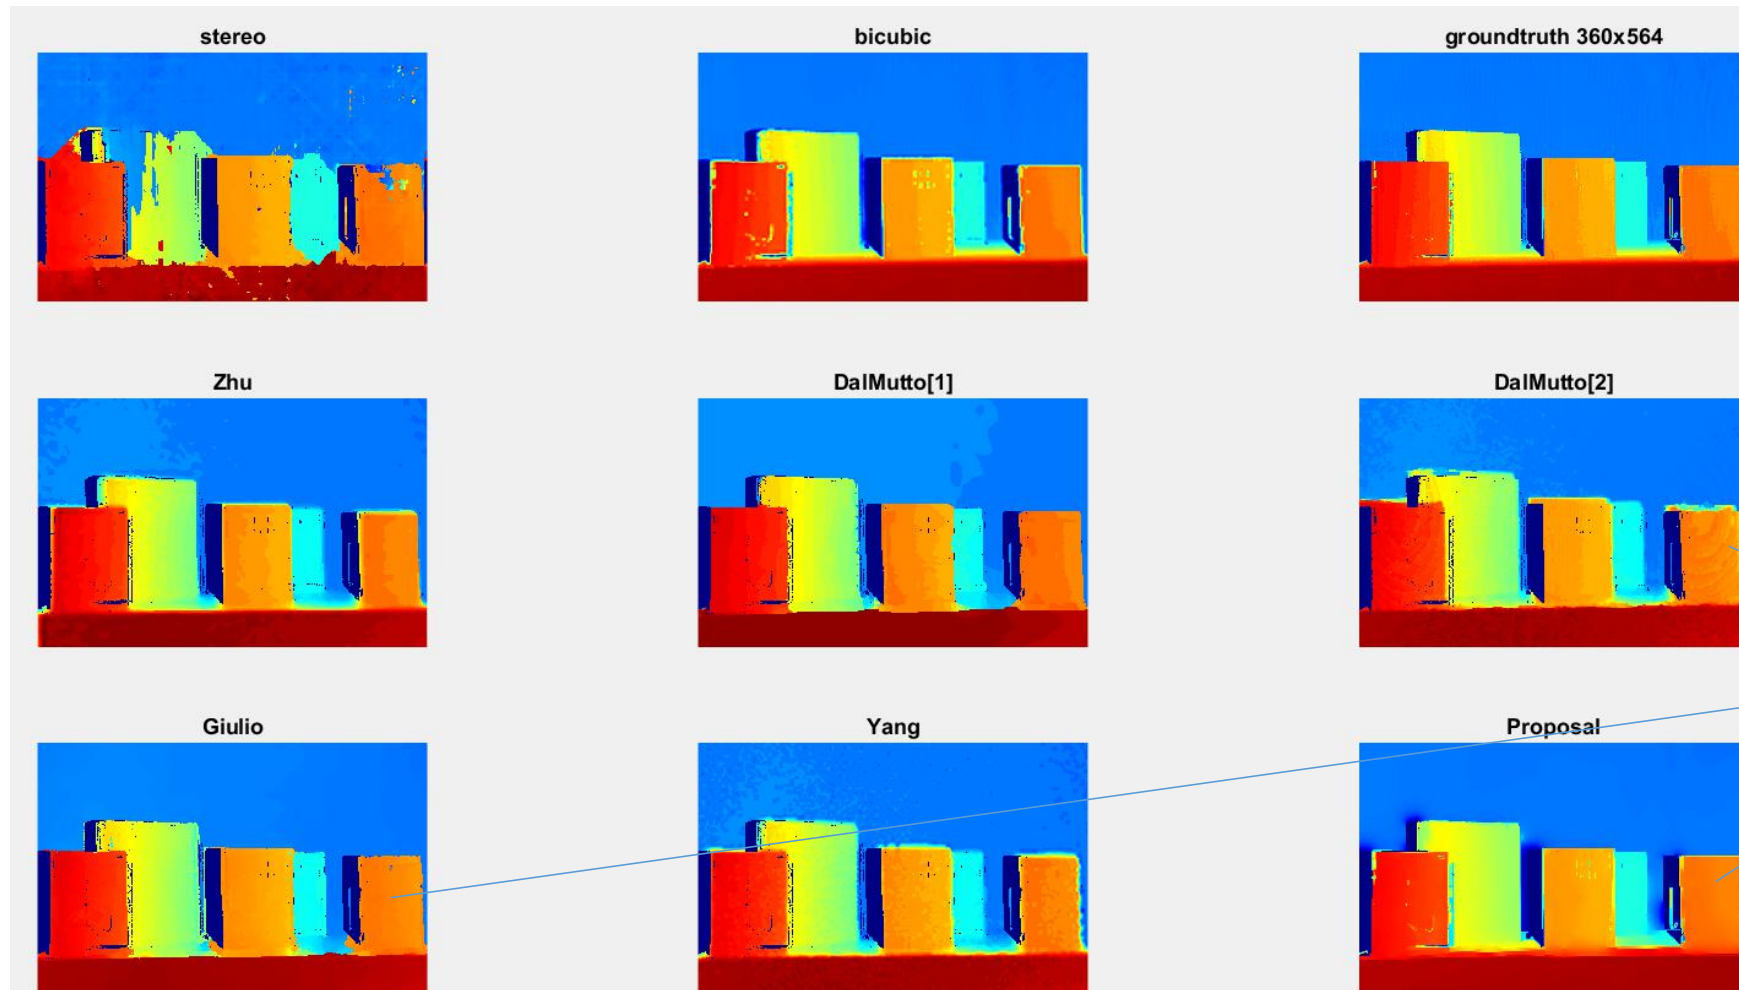 stereo
bicubic
groundtruth 360x564
Zhu
DalMutto[1]
DalMutto[2]
Giulio
Yang
Proposal